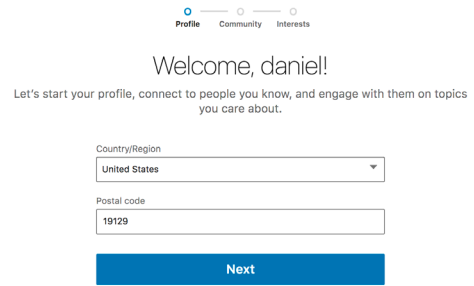 Profile Community Interests
Welcome, daniel!
Let's start your profile, connect to people you know, and engage with them on topics
you care about.
Country/Region
United States
Postal code
19129
Next